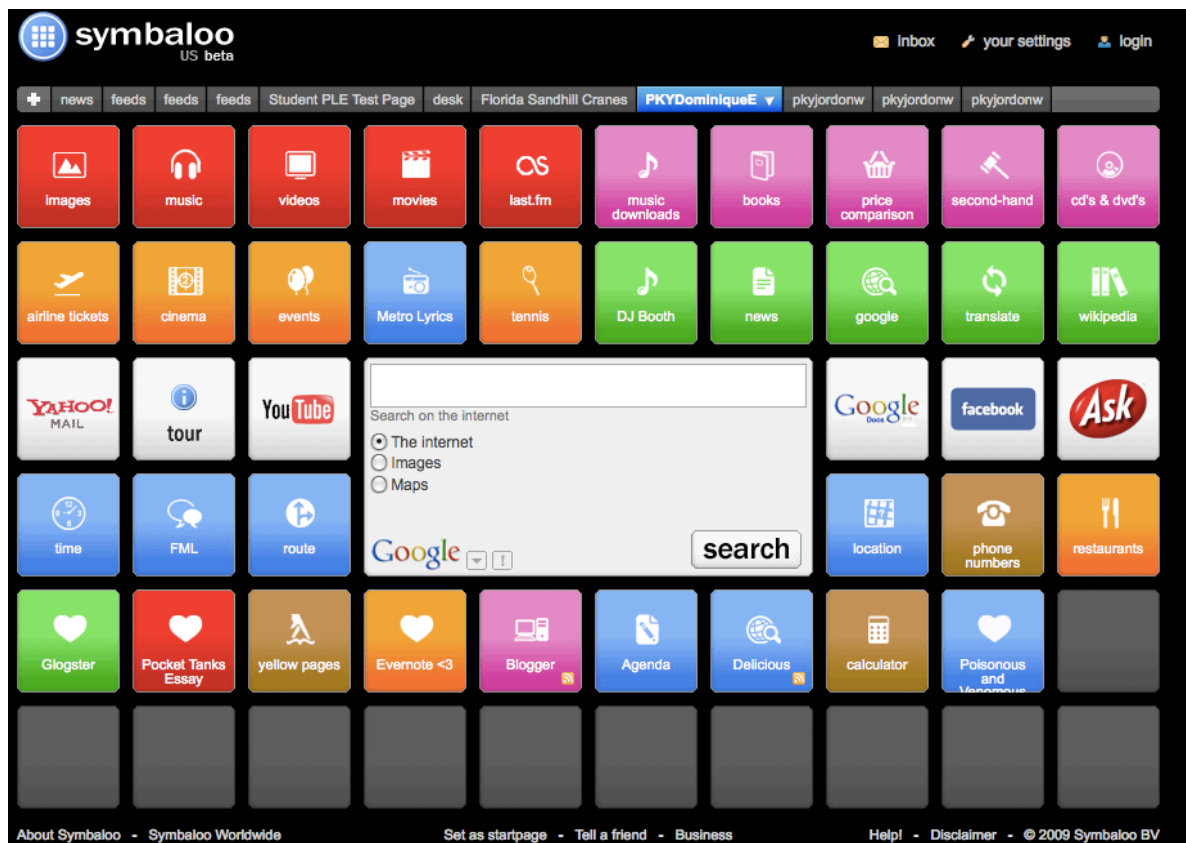 symbaloo
US beta
inbox your settings login
news feeds feeds feeds Student PLE Test Page desk Florida Sandhill Cranes PKYDominiqueE pkyjordonw pkyjordonw pkyjordonw
images music videos movies last.fm music downloads books price comparison second-hand cd's & dvd's
airline tickets cinema events Metro Lyrics tennis DJ Booth news google translate wikipedia
YAHOO! MAIL
tour
You Tube
Search on the internet
The internet
Images
Maps
Google
search
Google Docs
facebook
Ask
time FML route location phone numbers restaurants
Glogster Pocket Tanks Essay yellow pages Evernote <3 Blogger Agenda Delicious calculator Poisonous and Venomous
About Symbaloo - Symbaloo Worldwide Set as startpage - Tell a friend - Business Help! - Disclaimer - © 2009 Symbaloo BV